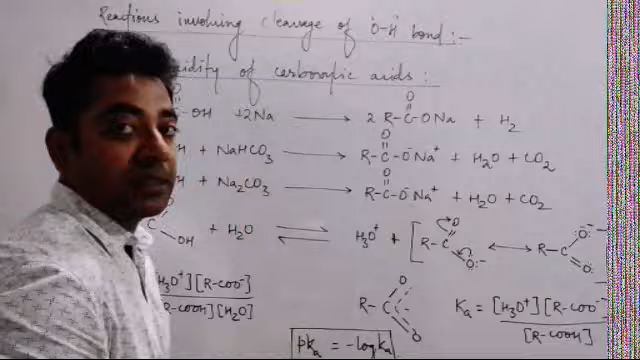 Reactions involving cleavage of 'O-H' bond:-
idity of carboxylic acids:
O O
-OH + 2Na ⟶ 2 R-C-ONa + H2
O
H + NaHCO3 ⟶ R-C-O⁻Na⁺ + H2O + CO2
O
H + Na2CO3 ⟶ R-C-O⁻Na⁺ + H2O + CO2
C OH + H2O ⇌ H3O⁺ + [R-C O O:⁻ ⟷ R-C O:⁻ O:
H3O⁺][R-COO⁻] R-C O O Ka = [H3O⁺][R-COO⁻
R-COOH][H2O] [R-COOH]
pKa = -logKa